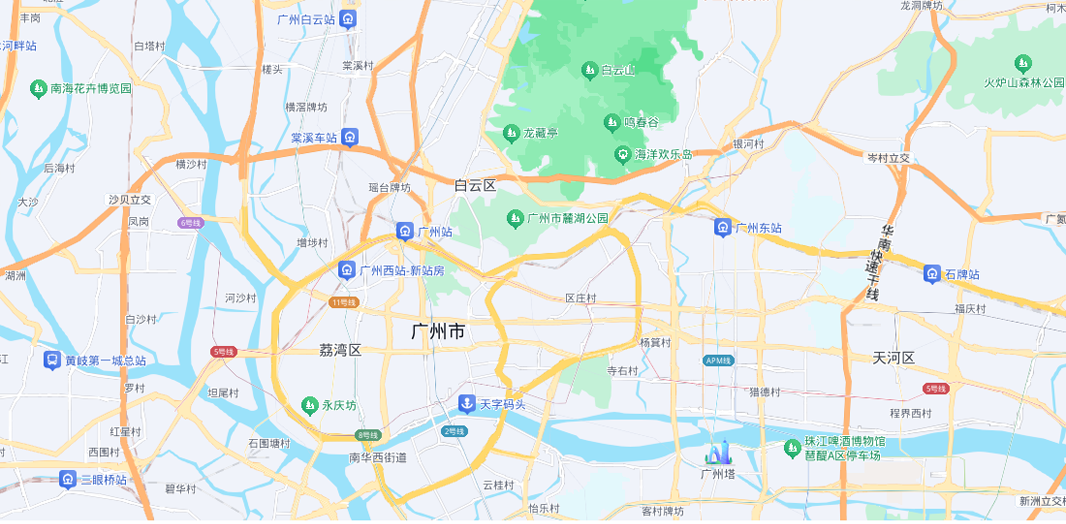 丰岗
广州白云站
龙洞牌坊
河畔站
白塔村
槎头
棠溪村
白云山
火炉山森林公园
南海花卉博览园
横滘牌坊
鸣春谷
棠溪车站
龙藏亭
银河村
海洋欢乐岛
横沙村
后海村
岑村立交
瑶台牌坊
白云区
大沙
沙贝立交
凤岗
6号线
广州市麓湖公园
广氮
广州站
广州东站
增埗村
华南快速干线
湖洲
广州西站-新站房
石牌站
河沙村
11号线
区庄村
福庆村
白沙村
广州市
杨箕村
5号线
荔湾区
天河区
黄岐第一城总站
APM线
寺右村
罗村
坦尾村
猎德村
5号线
永庆坊
天字码头
程界西村
红星村
8号线
2号线
石围塘村
珠江啤酒博物馆
琶醍A区停车场
西围村
南华西街道
广州塔
三眼桥站
碧华村
云桂村
新洲立交
怡乐村
客村牌坊